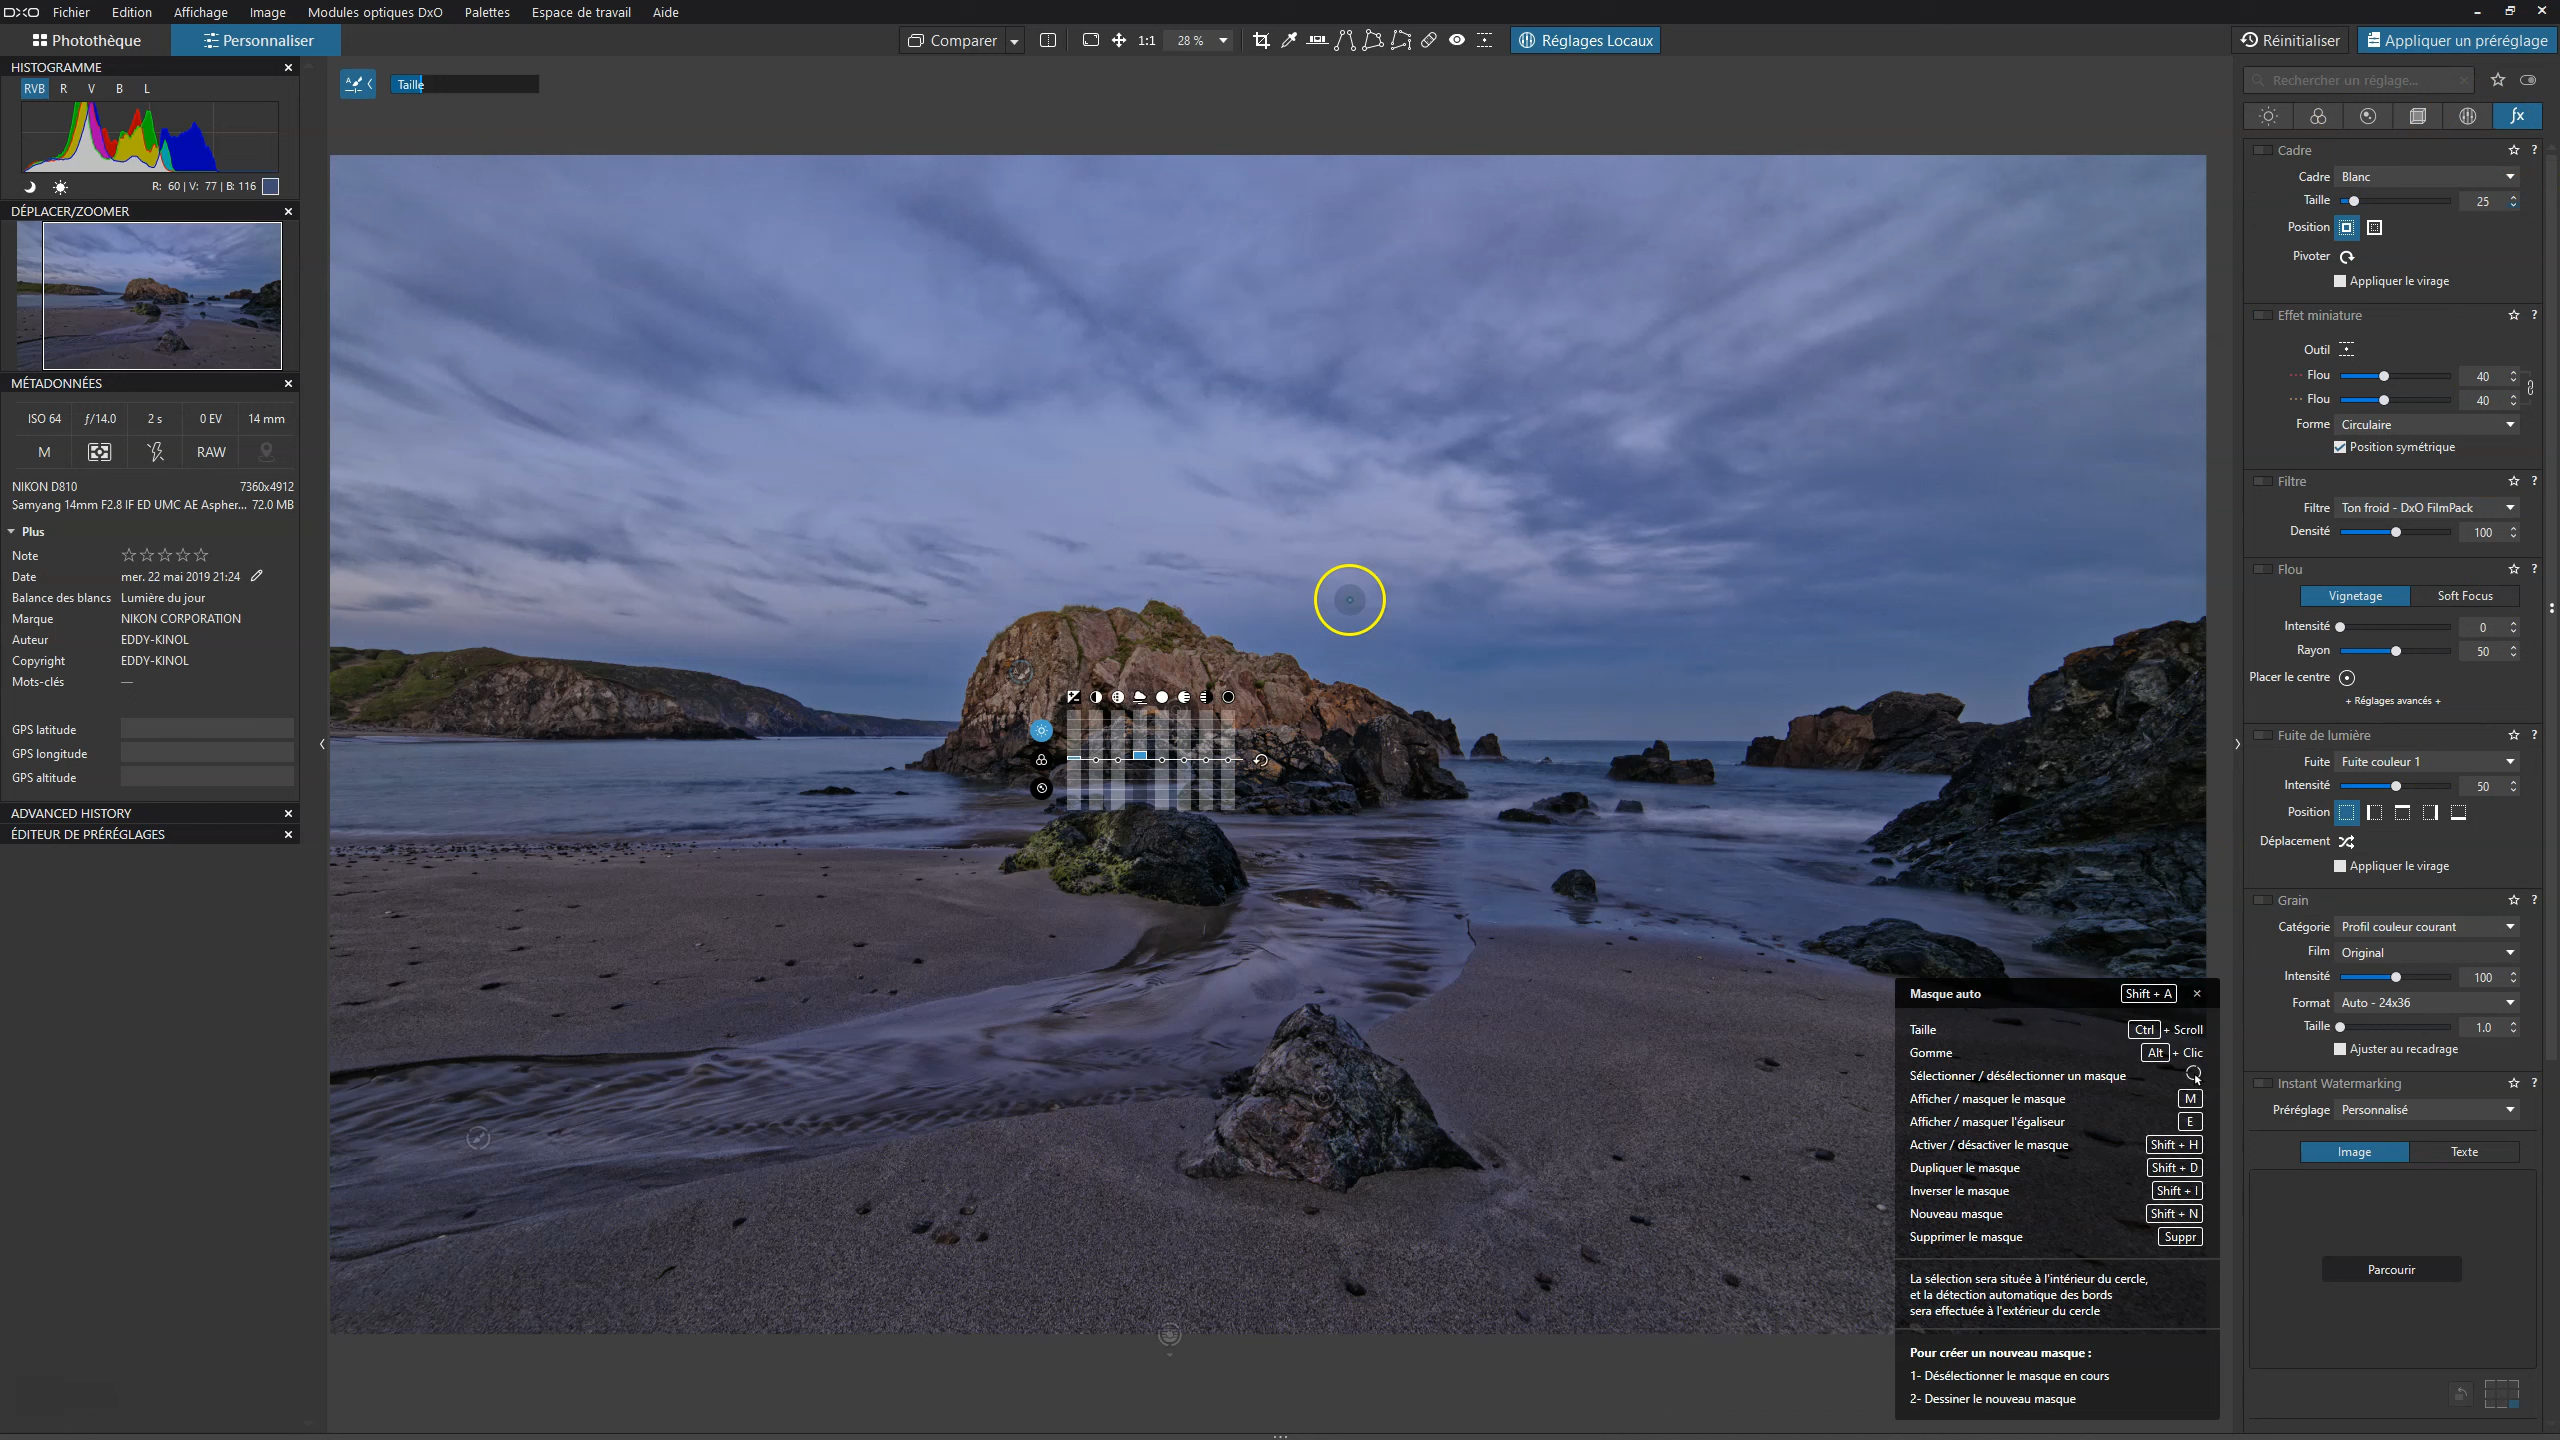 DXO Fichier Edition Affichage Image Modules optiques DxO Palettes Espace de travail Aide
Photothèque Personnaliser Comparer 1:1 28 % Réglages Locaux Réinitialiser Appliquer un préréglage
HISTOGRAMME
RVB R V B L
R: 60 | V: 77 | B: 116
DÉPLACER/ZOOMER
MÉTADONNÉES
ISO 64 ƒ/14.0 2 s 0 EV 14 mm
M RAW
NIKON D810 7360x4912
Samyang 14mm F2.8 IF ED UMC AE Aspher... 72.0 MB
Plus
Note
Date mer. 22 mai 2019 21:24
Balance des blancs Lumière du jour
Marque NIKON CORPORATION
Auteur EDDY-KINOL
Copyright EDDY-KINOL
Mots-clés —
GPS latitude
GPS longitude
GPS altitude
ADVANCED HISTORY
ÉDITEUR DE PRÉRÉGLAGES
Taille
Masque auto Shift + A
Taille Ctrl + Scroll
Gomme Alt + Clic
Sélectionner / désélectionner un masque
Afficher / masquer le masque M
Afficher / masquer l'égaliseur E
Activer / désactiver le masque Shift + H
Dupliquer le masque Shift + D
Inverser le masque Shift + I
Nouveau masque Shift + N
Supprimer le masque Suppr
La sélection sera située à l'intérieur du cercle,
et la détection automatique des bords
sera effectuée à l'extérieur du cercle
Pour créer un nouveau masque :
1- Désélectionner le masque en cours
2- Dessiner le nouveau masque
Rechercher un réglage...
fx
Cadre ?
Cadre Blanc
Taille 25
Position
Pivoter
Appliquer le virage
Effet miniature ?
Outil
Flou 40
Flou 40
Forme Circulaire
Position symétrique
Filtre ?
Filtre Ton froid - DxO FilmPack
Densité 100
Flou ?
Vignetage Soft Focus
Intensité 0
Rayon 50
Placer le centre
+ Réglages avancés +
Fuite de lumière ?
Fuite Fuite couleur 1
Intensité 50
Position
Déplacement
Appliquer le virage
Grain ?
Catégorie Profil couleur courant
Film Original
Intensité 100
Format Auto - 24x36
Taille 1.0
Ajuster au recadrage
Instant Watermarking ?
Préréglage Personnalisé
Image Texte
Parcourir